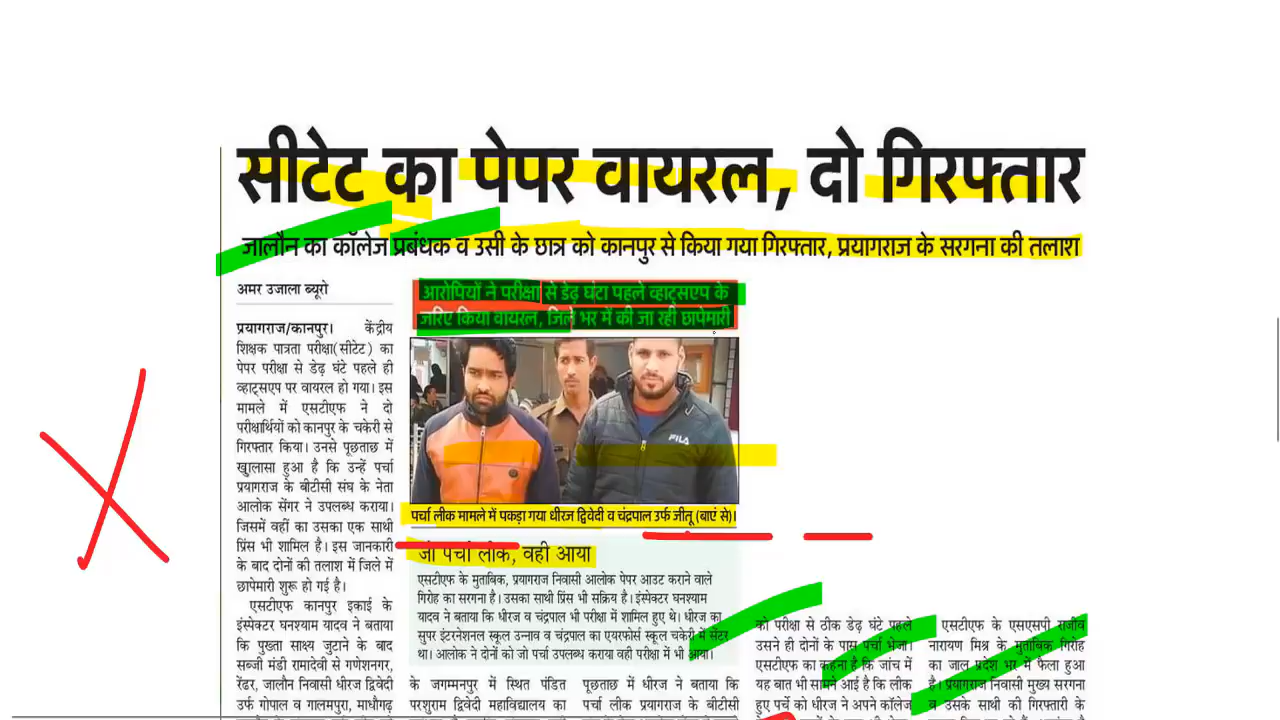 सीटेट का पेपर वायरल, दो गिरफ्तार
जालौन का कॉलेज प्रबंधक व उसी के छात्र को कानपुर से किया गया गिरफ्तार, प्रयागराज के सरगना की तलाश
अमर उजाला ब्यूरो
प्रयागराज/कानपुर। केंद्रीय
शिक्षक पात्रता परीक्षा(सीटेट) का
पेपर परीक्षा से डेढ़ घंटे पहले ही
व्हाट्सएप पर वायरल हो गया। इस
मामले में एसटीएफ ने दो
परीक्षार्थियों को कानपुर के चकेरी से
गिरफ्तार किया। उनसे पूछताछ में
खुलासा हुआ है कि उन्हें पर्चा
प्रयागराज के बीटीसी संघ के नेता
आलोक सेंगर ने उपलब्ध कराया।
जिसमें वहीं का उसका एक साथी
प्रिंस भी शामिल है। इस जानकारी
के बाद दोनों की तलाश में जिले में
छापेमारी शुरू हो गई है।
एसटीएफ कानपुर इकाई के
इंस्पेक्टर घनश्याम यादव ने बताया
कि पुख्ता साक्ष्य जुटाने के बाद
सब्जी मंडी रामादेवी से गणेशनगर,
रेंढर, जालौन निवासी धीरज द्विवेदी
उर्फ गोपाल व गालमपुरा, माधौगढ़
आरोपियों ने परीक्षा से डेढ़ घंटा पहले व्हाट्सएप के
जरिए किया वायरल, जिले भर में की जा रही छापेमारी
FILA
पर्चा लीक मामले में पकड़ा गया धीरज द्विवेदी व चंद्रपाल उर्फ जीतू (बाएं से)।
जो पर्चा लीक, वही आया
एसटीएफ के मुताबिक, प्रयागराज निवासी आलोक पेपर आउट कराने वाले
गिरोह का सरगना है। उसका साथी प्रिंस भी सक्रिय है। इंस्पेक्टर घनश्याम
यादव ने बताया कि धीरज व चंद्रपाल भी परीक्षा में शामिल हुए थे। धीरज का
सुपर इंटरनेशनल स्कूल उन्नाव व चंद्रपाल का एयरफोर्स स्कूल चकेरी में सेंटर
था। आलोक ने दोनों को जो पर्चा उपलब्ध कराया वही परीक्षा में भी आया।
के जगम्मनपुर में स्थित पंडित
परशुराम द्विवेदी महाविद्यालय का
पूछताछ में धीरज ने बताया कि
पर्चा लीक प्रयागराज के बीटीसी
को परीक्षा से ठीक डेढ़ घंटे पहले
उसने ही दोनों के पास पर्चा भेजा।
एसटीएफ का कहना है कि जांच में
यह बात भी सामने आई है कि लीक
हुए पर्चे को धीरज ने अपने कॉलेज
एसटीएफ के एसएसपी राजीव
नारायण मिश्र के मुताबिक गिरोह
का जाल प्रदेश भर में फैला हुआ
है। प्रयागराज निवासी मुख्य सरगना
व उसके साथी की गिरफ्तारी के